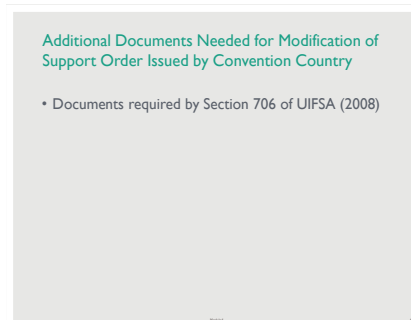 Additional Documents Needed for Modification of
Support Order Issued by Convention Country
• Documents required by Section 706 of UIFSA (2008)